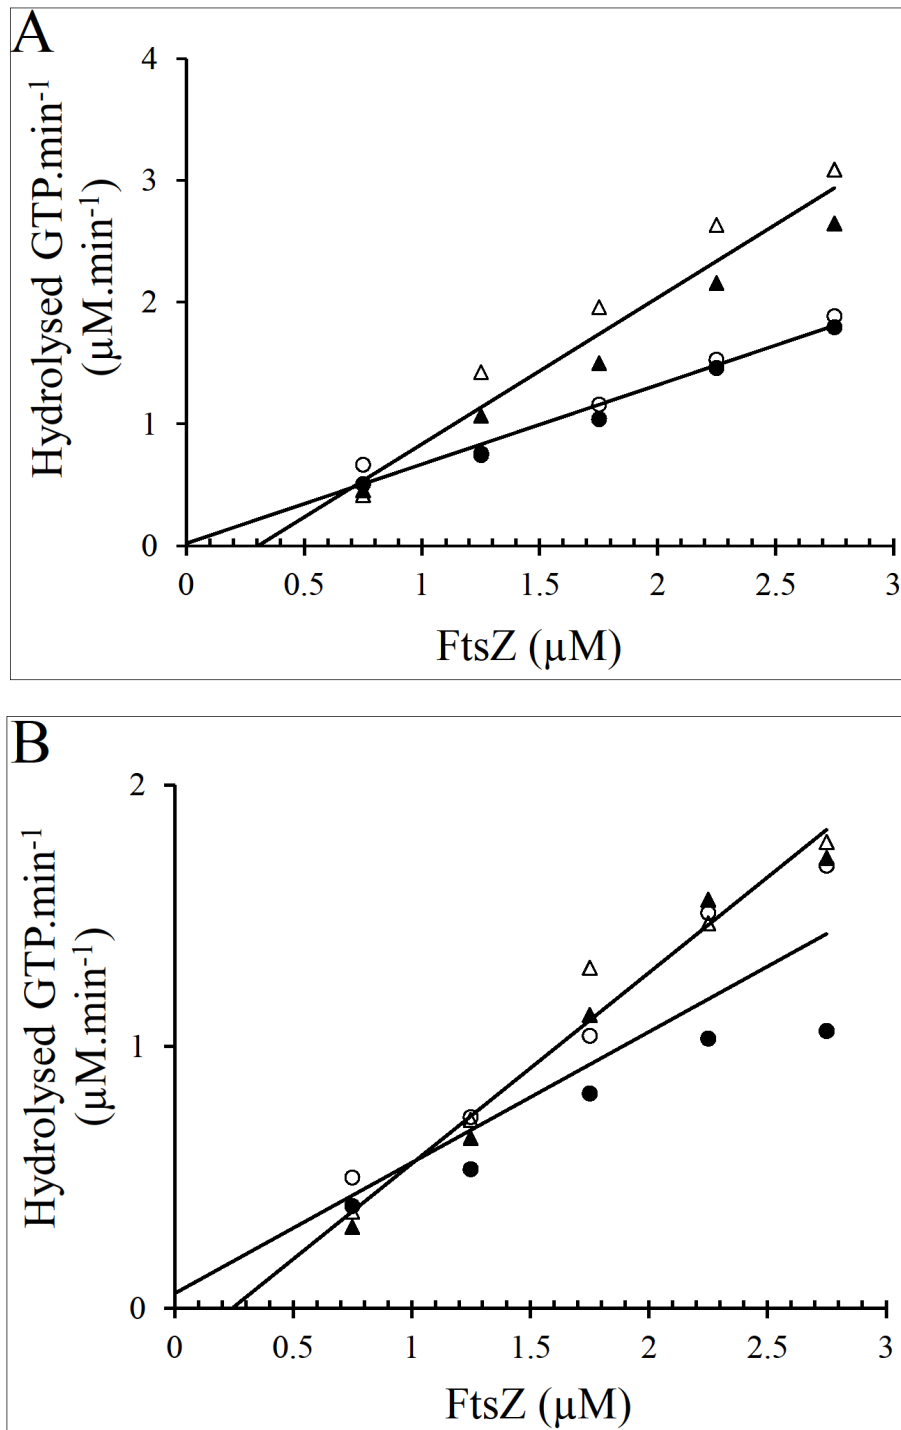 A
Hydrolysed GTP.min⁻¹
(µM.min⁻¹)
4
3
2
1
0
0 0.5 1 1.5 2 2.5 3
FtsZ (µM)
B
Hydrolysed GTP.min⁻¹
(µM.min⁻¹)
2
1
0
0 0.5 1 1.5 2 2.5 3
FtsZ (µM)